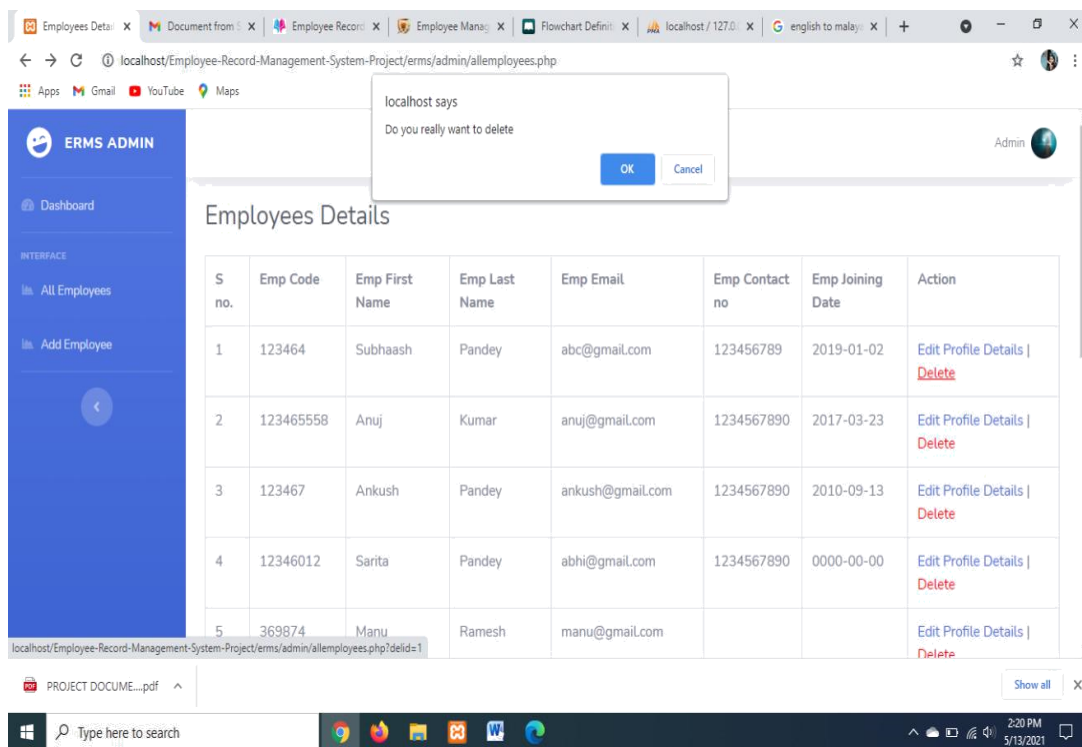 Employees Detai
Document from S
Employee Record
Employee Manag
Flowchart Definiti
localhost / 127.0.0
english to malaya
localhost/Employee-Record-Management-System-Project/erms/admin/allemployees.php
Apps Gmail YouTube Maps
localhost says
Do you really want to delete
OK Cancel
ERMS ADMIN
Admin
Dashboard
INTERFACE
All Employees
Add Employee
Employees Details
S no. Emp Code Emp First Name Emp Last Name Emp Email Emp Contact no Emp Joining Date Action
1 123464 Subhaash Pandey abc@gmail.com 123456789 2019-01-02 Edit Profile Details |
Delete
2 123465558 Anuj Kumar anuj@gmail.com 1234567890 2017-03-23 Edit Profile Details |
Delete
3 123467 Ankush Pandey ankush@gmail.com 1234567890 2010-09-13 Edit Profile Details |
Delete
4 12346012 Sarita Pandey abhi@gmail.com 1234567890 0000-00-00 Edit Profile Details |
Delete
5 369874 Manu Ramesh manu@gmail.com Edit Profile Details |
Delete
localhost/Employee-Record-Management-System-Project/erms/admin/allemployees.php?delid=1
PROJECT DOCUME....pdf
Show all
Type here to search
2:20 PM
5/13/2021